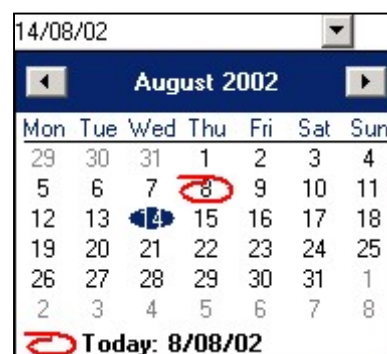 14/08/02
August 2002
Mon Tue Wed Thu Fri Sat Sun
29 30 31 1 2 3 4
5 6 7 8 9 10 11
12 13 14 15 16 17 18
19 20 21 22 23 24 25
26 27 28 29 30 31 1
2 3 4 5 6 7 8
Today: 8/08/02